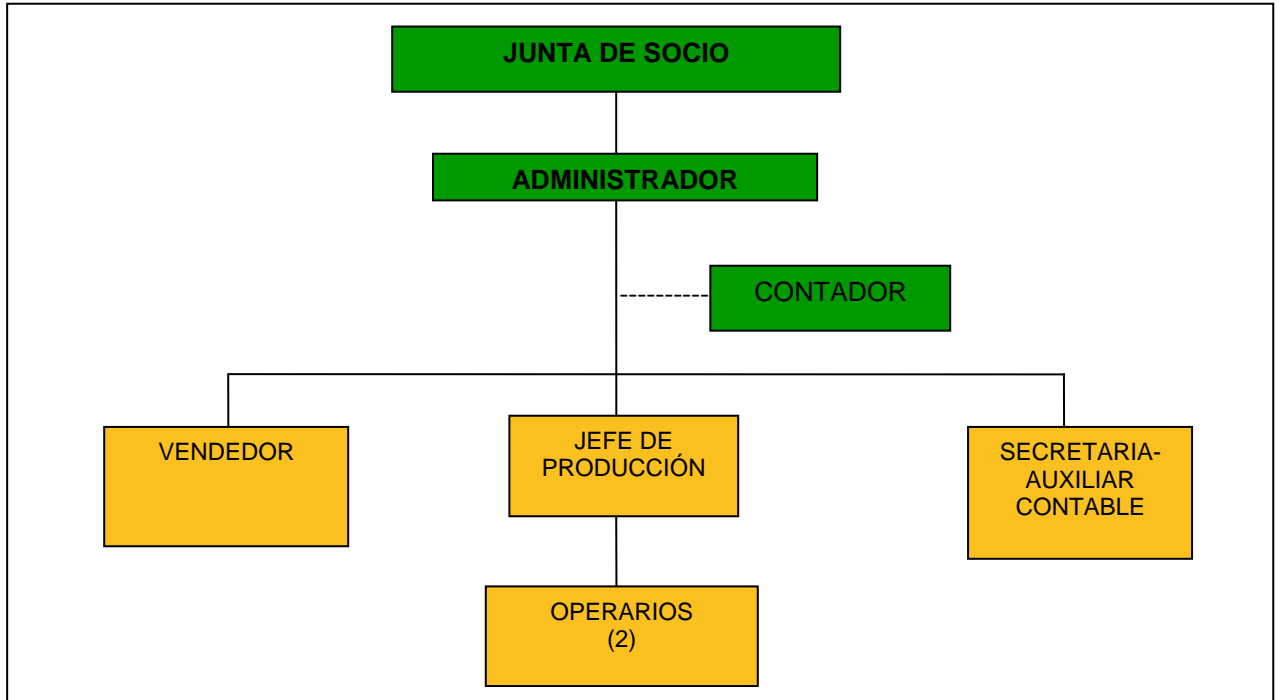 JUNTA DE SOCIO
ADMINISTRADOR
CONTADOR
VENDEDOR
JEFE DE
PRODUCCIÓN
SECRETARIA-
AUXILIAR
CONTABLE
OPERARIOS
(2)